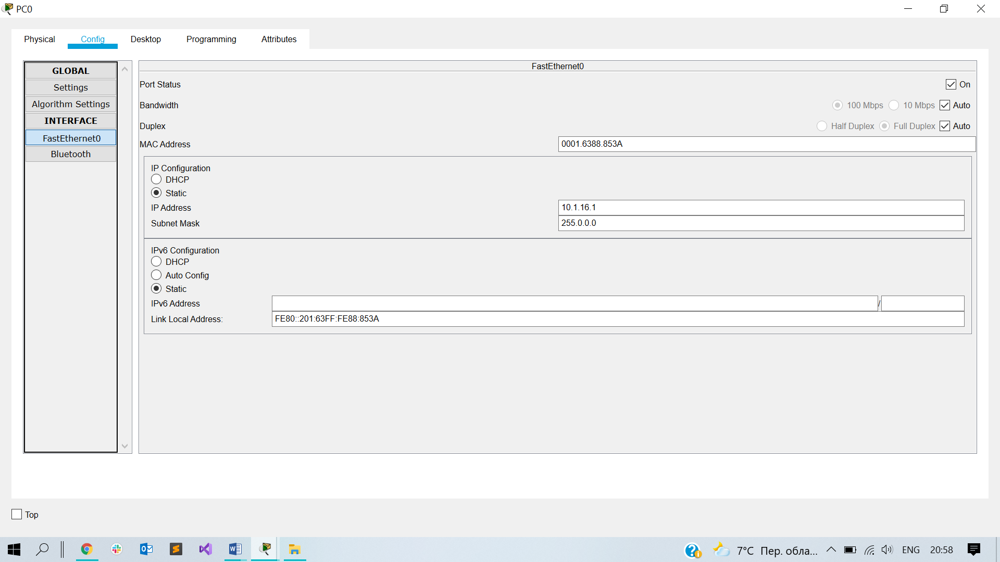 PC0
Physical Config Desktop Programming Attributes
GLOBAL
Settings
Algorithm Settings
INTERFACE
FastEthernet0
Bluetooth
FastEthernet0
Port Status On
Bandwidth 100 Mbps 10 Mbps Auto
Duplex Half Duplex Full Duplex Auto
MAC Address 0001.6388.853A
IP Configuration
DHCP
Static
IP Address 10.1.16.1
Subnet Mask 255.0.0.0
IPv6 Configuration
DHCP
Auto Config
Static
IPv6 Address /
Link Local Address: FE80::201:63FF:FE88:853A
Top
7°C Пер. обла... ENG 20:58